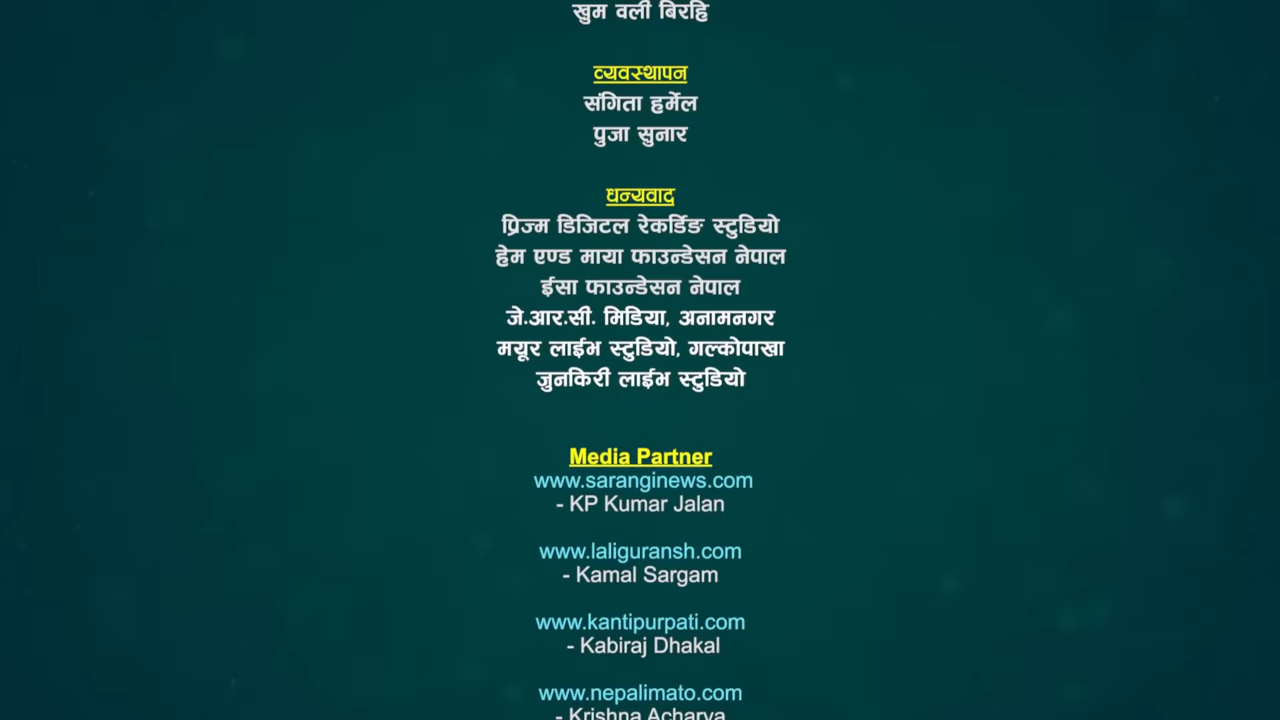 खुम वली बिरहि
व्यवस्थापन
संगिता हर्मेल
पुजा सुनार
धन्यवाद
प्रिज्म डिजिटल रेकर्डिङ स्टुडियो
हेम एण्ड माया फाउन्डेसन नेपाल
ईसा फाउन्डेसन नेपाल
जे.आर.सी. मिडिया, अनामनगर
मयूर लाईभ स्टुडियो, गल्कोपाखा
जुनकिरी लाईभ स्टुडियो
Media Partner
www.saranginews.com
- KP Kumar Jalan
www.laliguransh.com
- Kamal Sargam
www.kantipurpati.com
- Kabiraj Dhakal
www.nepalimato.com
- Krishna Acharya